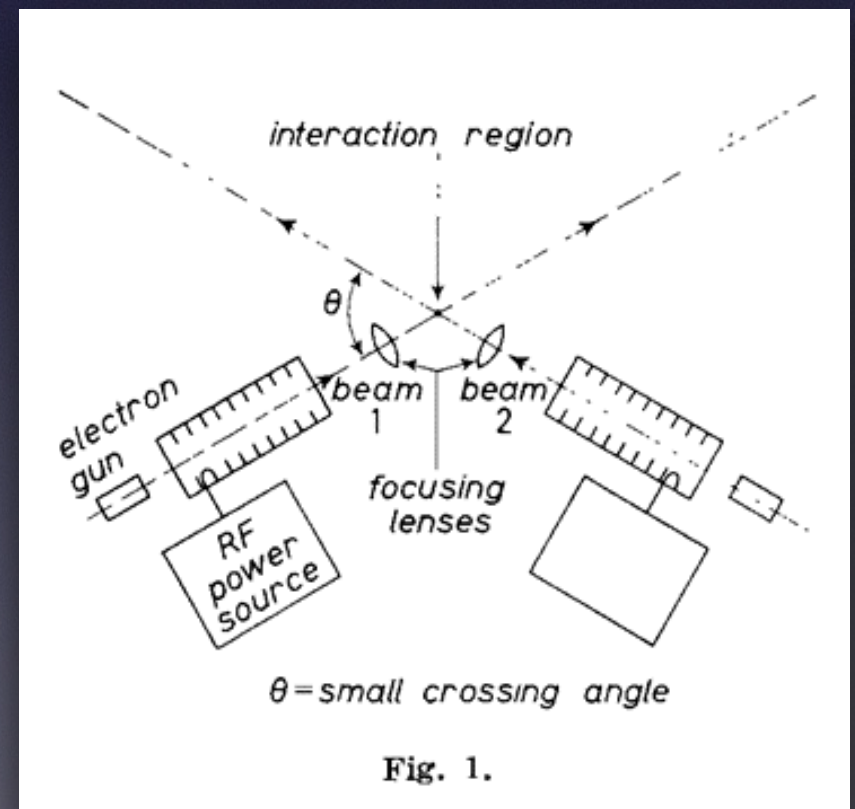 interaction region
θ
electron
gun
beam
1
beam
2
focusing
lenses
RF
power
source
θ = small crossing angle
Fig. 1.